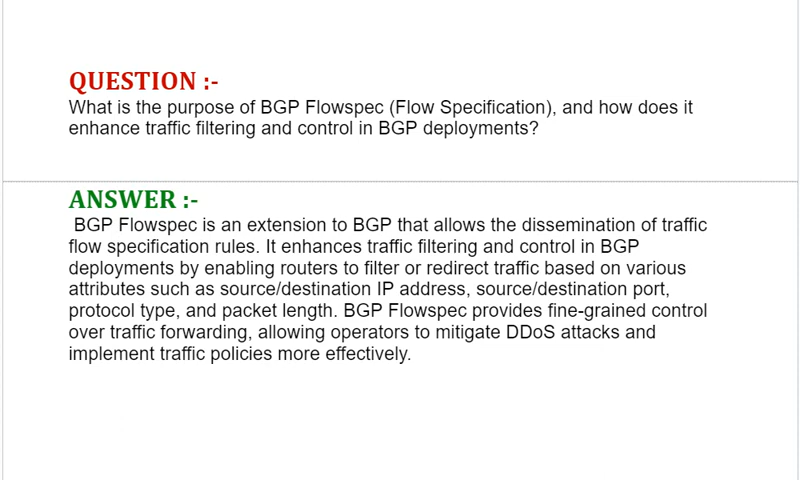 QUESTION :-
What is the purpose of BGP Flowspec (Flow Specification), and how does it
enhance traffic filtering and control in BGP deployments?
ANSWER :-
BGP Flowspec is an extension to BGP that allows the dissemination of traffic
flow specification rules. It enhances traffic filtering and control in BGP
deployments by enabling routers to filter or redirect traffic based on various
attributes such as source/destination IP address, source/destination port,
protocol type, and packet length. BGP Flowspec provides fine-grained control
over traffic forwarding, allowing operators to mitigate DDoS attacks and
implement traffic policies more effectively.